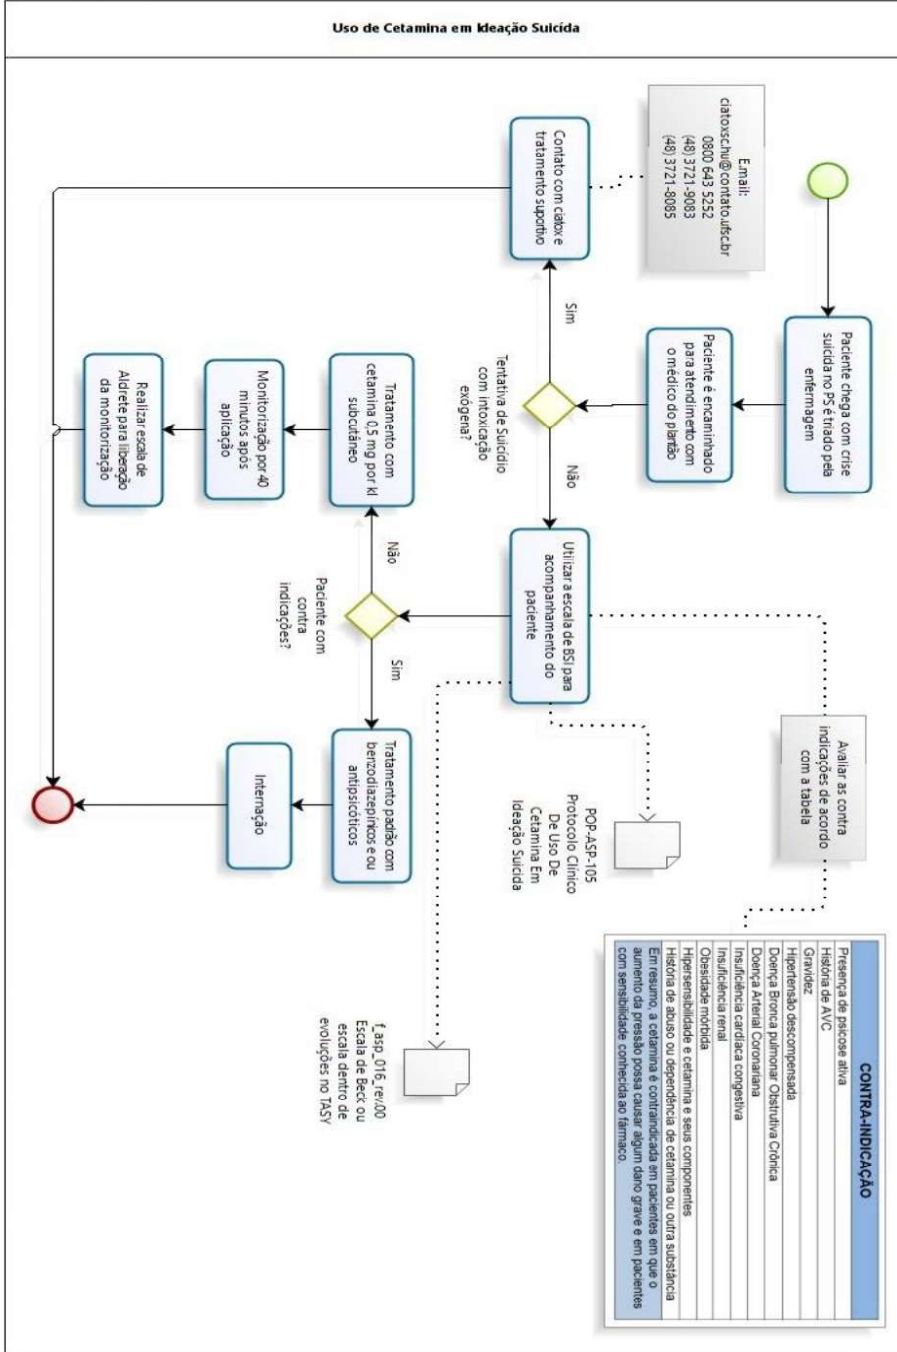 Uso de Cetamina em Ideação Suicída
E.mail:
ciatoxsc.hu@contato.ufsc.br
0800 643 5252
(48) 3721-9083
(48) 3721-8085
Paciente chega com crise
suicida no PS é triado pela
enfermagem
Paciente é encaminhado
para atendimento com
o médico do plantão
Tentativa de Suicídio
com intoxicação
exógena?
Sim
Contato com ciatox e
tratamento suportivo
Não
Utilizar a escala de BSI para
acompanhamento do
paciente
Avaliar as contra
indicações de acordo
com a tabela
CONTRA-INDICAÇÃO
Presença de psicose ativa
História de AVC
Gravidez
Hipertensão descompensada
Doença Bronca pulmonar Obstrutiva Crônica
Doença Arterial Coronariana
Insuficiência cardíaca congestiva
Insuficiência renal
Obesidade mórbida
Hipersensibilidade e cetamina e seus componentes
História de abuso ou dependência de cetamina ou outra substância
Em resumo, a cetamina é contraindicada em pacientes em que o
aumento da pressão possa causar algum dano grave e em pacientes
com sensibilidade conhecida ao fármaco.
POP-ASP-105
Protocolo Clínico
De Uso De
Cetamina Em
Ideação Suicida
f_asp_016_rev.00
Escala de Beck ou
escala dentro de
evoluções no TASY
Paciente com
contra
indicações?
Não
Tratamento com
cetamina 0,5 mg por kl
subcutâneo
Monitorização por 40
minutos após
aplicação
Realizar escala de
Aldrete para liberação
da monitorização
Sim
Tratamento padrão com
benzodiazepínicos e ou
antipsicóticos
Internação